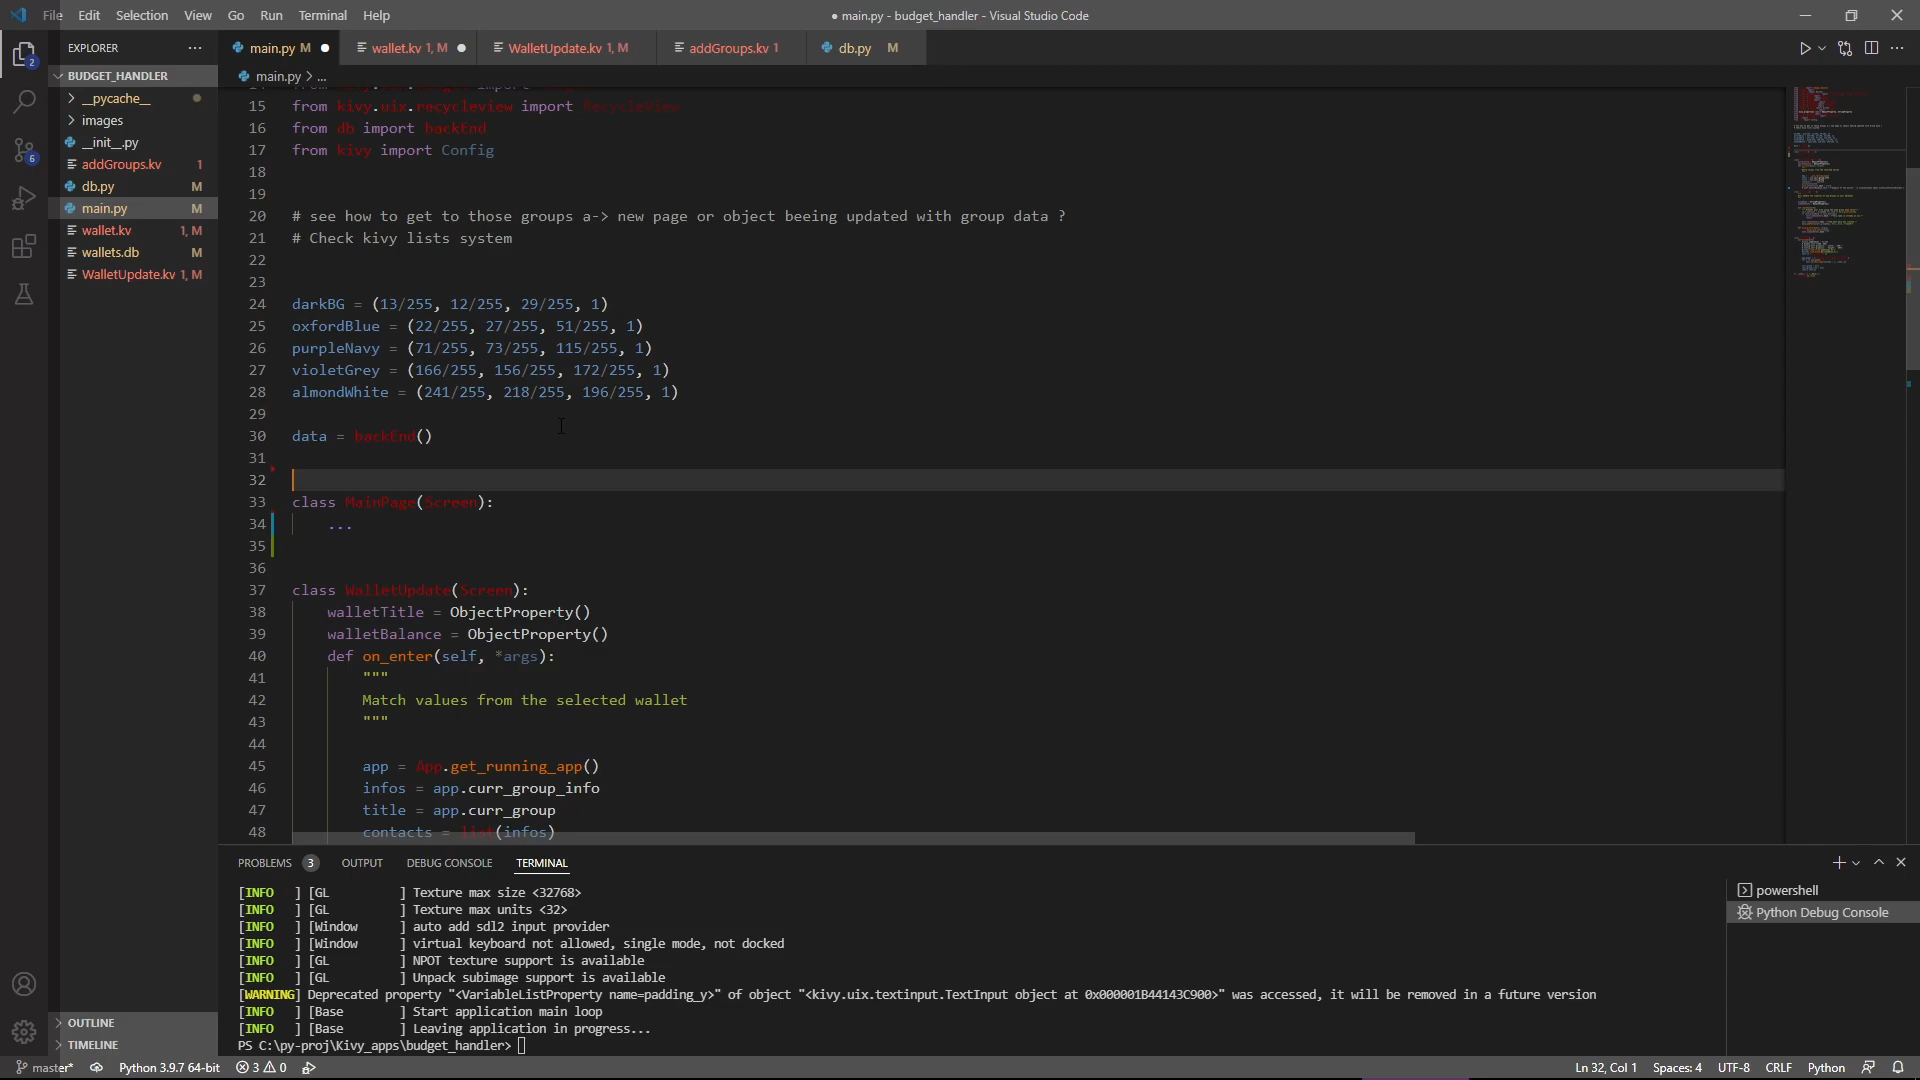 File Edit Selection View Go Run Terminal Help
● main.py - budget_handler - Visual Studio Code
EXPLORER ...
main.py M ●
wallet.kv 1, M ●
WalletUpdate.kv 1, M
addGroups.kv 1
db.py M
main.py > ...
BUDGET_HANDLER
> __pycache__
> images
__init__.py
addGroups.kv 1
db.py M
main.py M
wallet.kv 1, M
wallets.db M
WalletUpdate.kv 1, M
OUTLINE
TIMELINE
15 from kivy.uix.recycleview import RecycleView
16 from db import backEnd
17 from kivy import Config
18
19
20 # see how to get to those groups a-> new page or object beeing updated with group data ?
21 # Check kivy lists system
22
23
24 darkBG = (13/255, 12/255, 29/255, 1)
25 oxfordBlue = (22/255, 27/255, 51/255, 1)
26 purpleNavy = (71/255, 73/255, 115/255, 1)
27 violetGrey = (166/255, 156/255, 172/255, 1)
28 almondWhite = (241/255, 218/255, 196/255, 1)
29
30 data = backEnd()
31
32
33 class MainPage(Screen):
34 ...
35
36
37 class WalletUpdate(Screen):
38 walletTitle = ObjectProperty()
39 walletBalance = ObjectProperty()
40 def on_enter(self, *args):
41 """
42 Match values from the selected wallet
43 """
44
45 app = App.get_running_app()
46 infos = app.curr_group_info
47 title = app.curr_group
48 contacts = list(infos)
PROBLEMS 3 OUTPUT DEBUG CONSOLE TERMINAL
[INFO ] [GL ] Texture max size <32768>
[INFO ] [GL ] Texture max units <32>
[INFO ] [Window ] auto add sdl2 input provider
[INFO ] [Window ] virtual keyboard not allowed, single mode, not docked
[INFO ] [GL ] NPOT texture support is available
[INFO ] [GL ] Unpack subimage support is available
[WARNING] Deprecated property "<VariableListProperty name=padding_y>" of object "<kivy.uix.textinput.TextInput object at 0x000001B44143C900>" was accessed, it will be removed in a future version
[INFO ] [Base ] Start application main loop
[INFO ] [Base ] Leaving application in progress...
PS C:\py-proj\Kivy_apps\budget_handler>
powershell
Python Debug Console
2
6
master* Python 3.9.7 64-bit 3 0
Ln 32, Col 1 Spaces: 4 UTF-8 CRLF Python